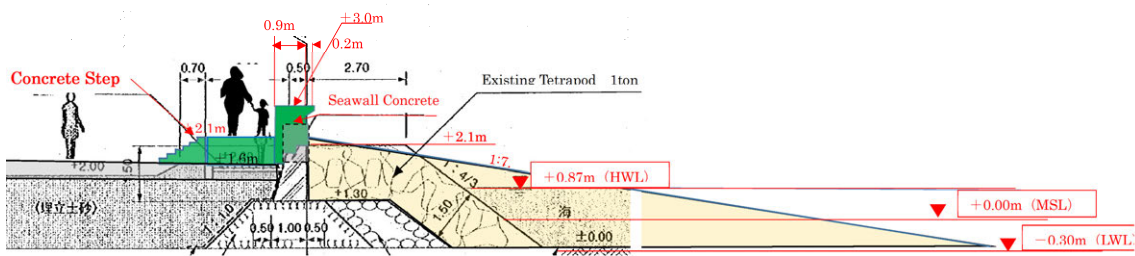 +3.0m
0.9m
0.2m
Concrete Step
0.70
0.50
2.70
Existing Tetrapod 1ton
Seawall Concrete
+2.1m
+2.1m
+1.6m
+2.00
1:7
4/3
+0.87m (HWL)
+1.30
1.50
海
+0.00m (MSL)
(埋立土砂)
1:1.0
0.50
1.00
0.50
±0.00
-0.30m (LWL)